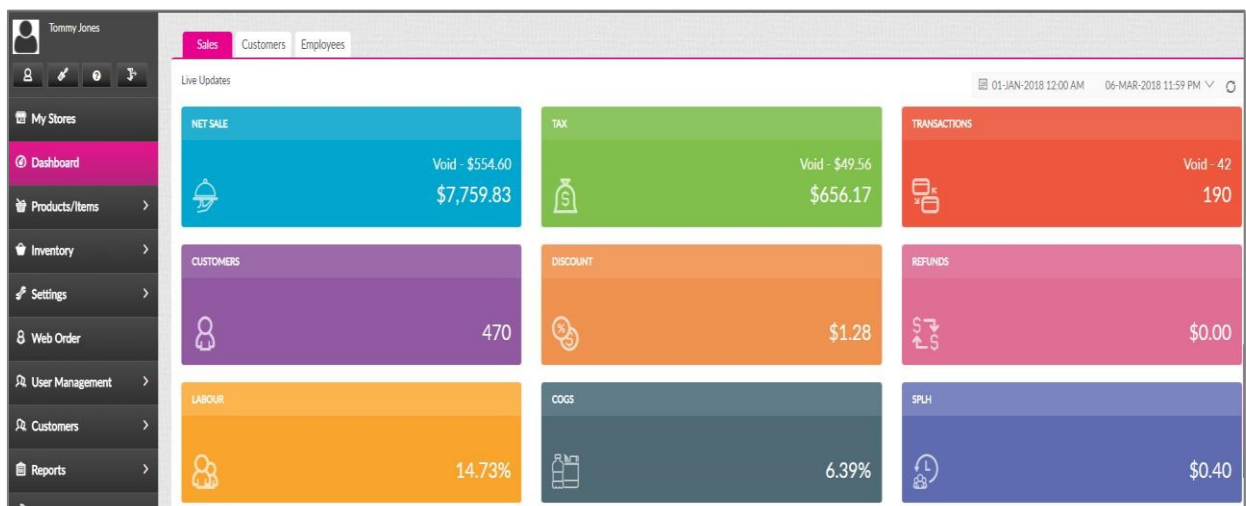 Tommy Jones
My Stores
Dashboard
Products/Items
Inventory
Settings
Web Order
User Management
Customers
Reports
Sales Customers Employees
Live Updates
01-JAN-2018 12:00 AM 06-MAR-2018 11:59 PM
NET SALE
Void - $554.60
$7,759.83
TAX
Void - $49.56
$656.17
TRANSACTIONS
Void - 42
190
CUSTOMERS
470
DISCOUNT
$1.28
REFUNDS
$0.00
LABOUR
14.73%
COGS
6.39%
SPLH
$0.40